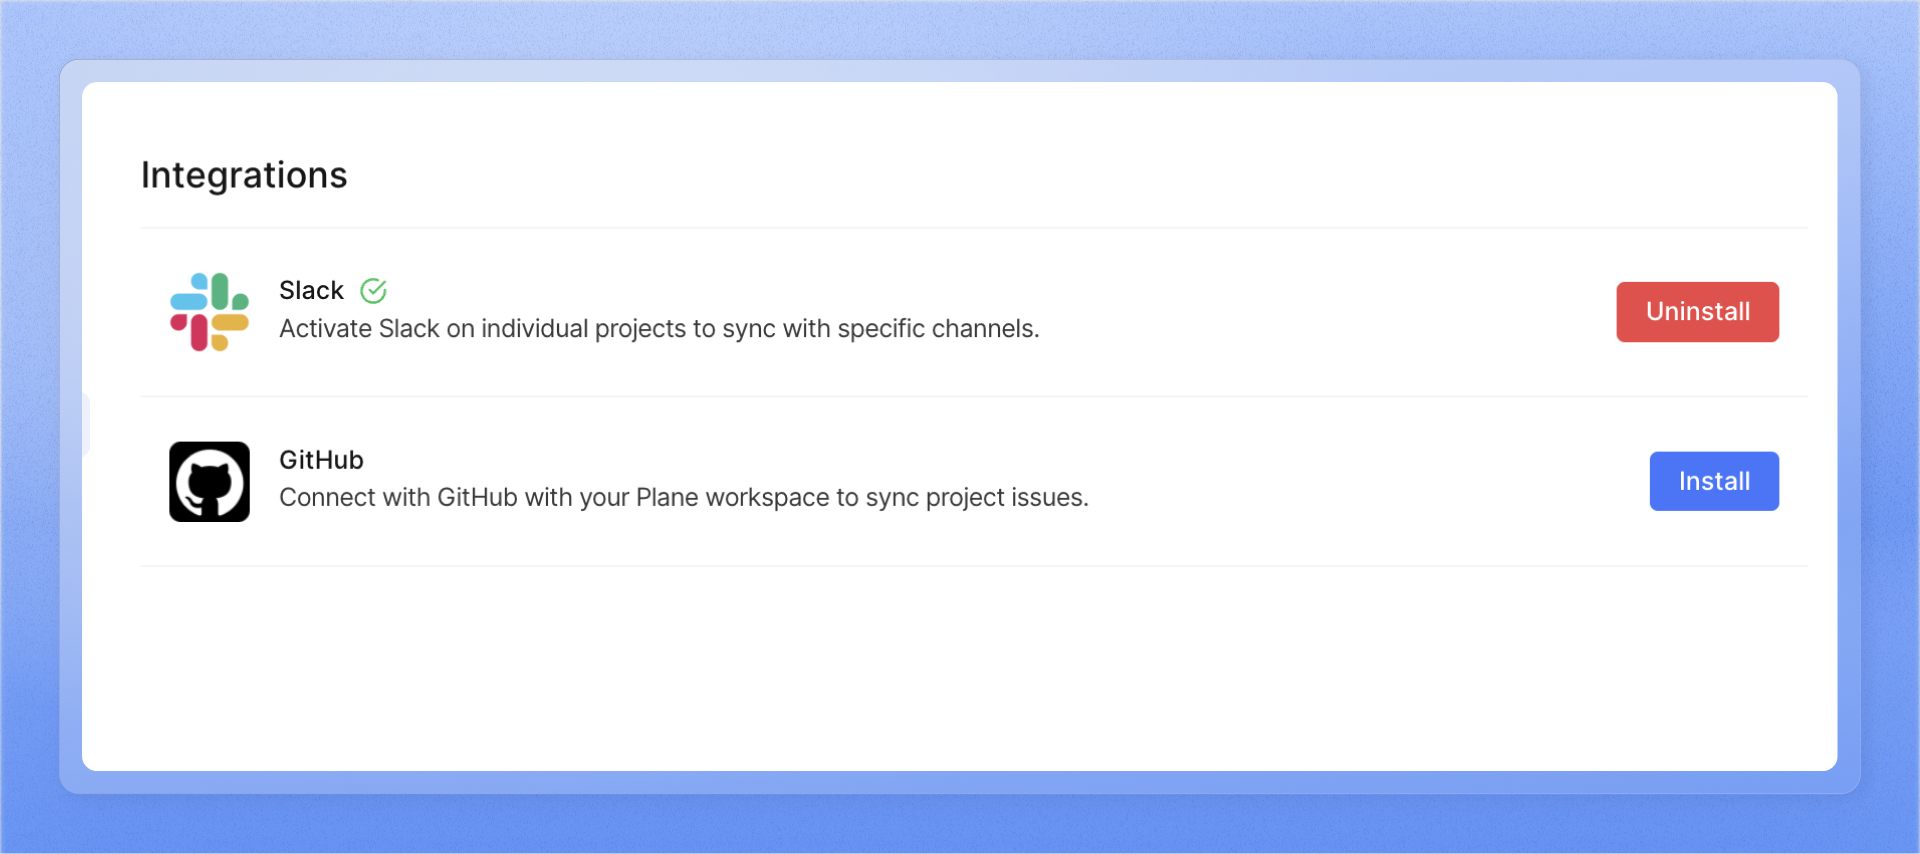 Integrations
Slack
Activate Slack on individual projects to sync with specific channels.
Uninstall
GitHub
Connect with GitHub with your Plane workspace to sync project issues.
Install